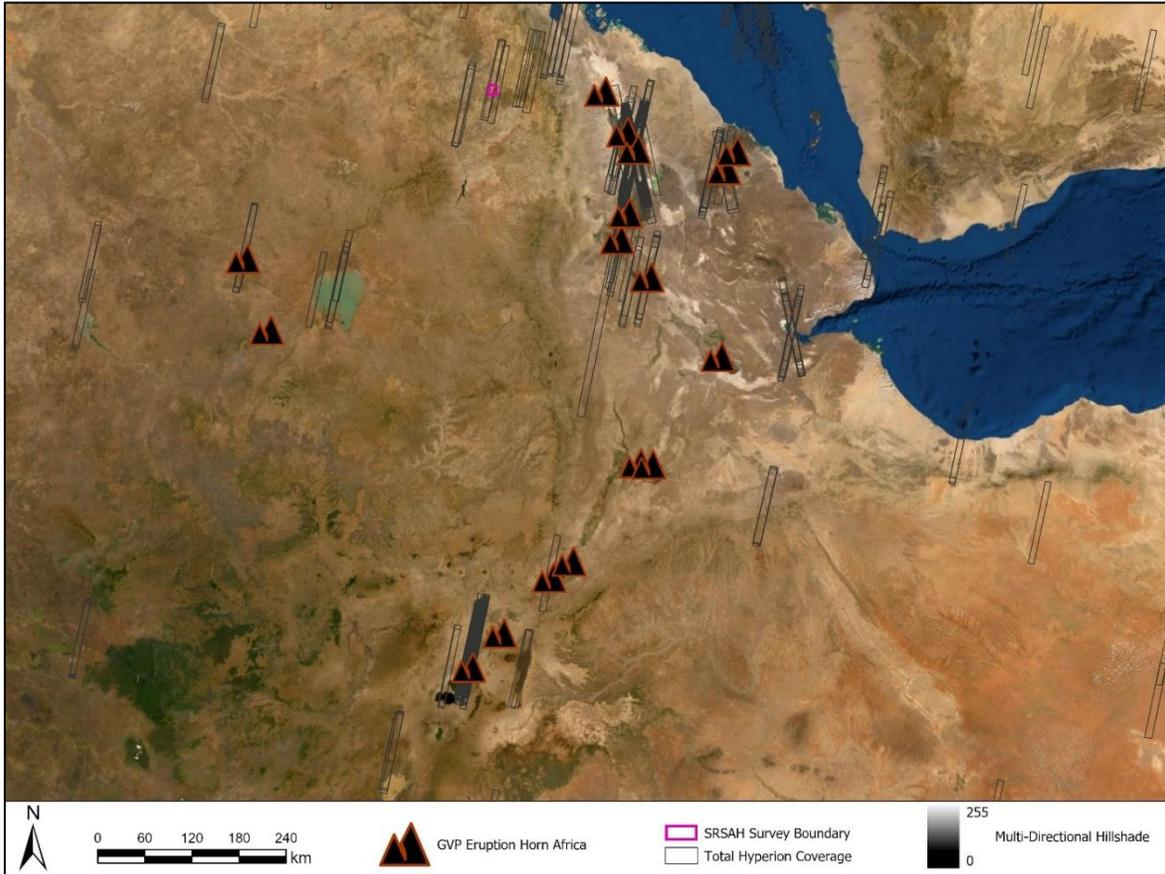 N
0 60 120 180 240
km
GVP Eruption Horn Africa
SRSAH Survey Boundary
Total Hyperion Coverage
255
0
Multi-Directional Hillshade